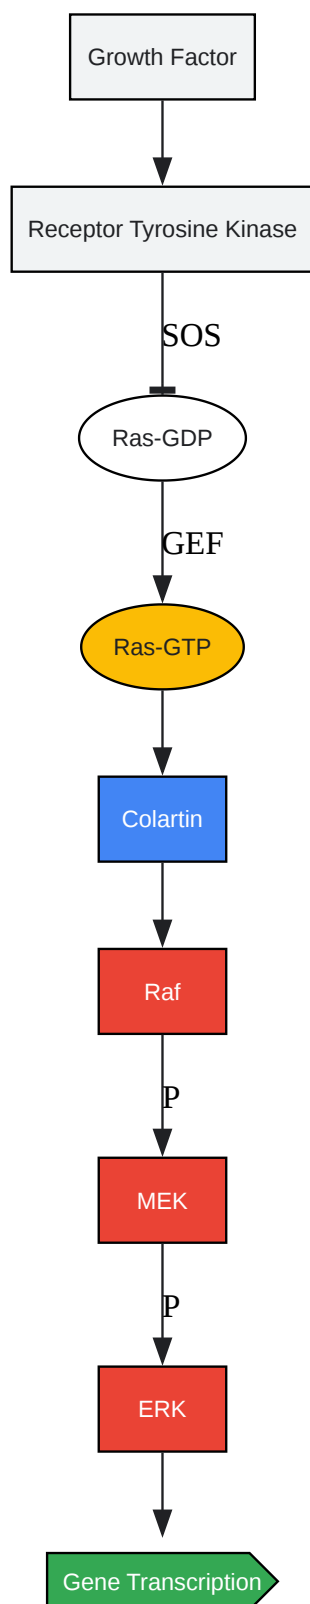 Growth Factor
Receptor Tyrosine Kinase
SOS
Ras-GDP
GEF
Ras-GTP
Colartin
Raf
P
MEK
P
ERK
Gene Transcription